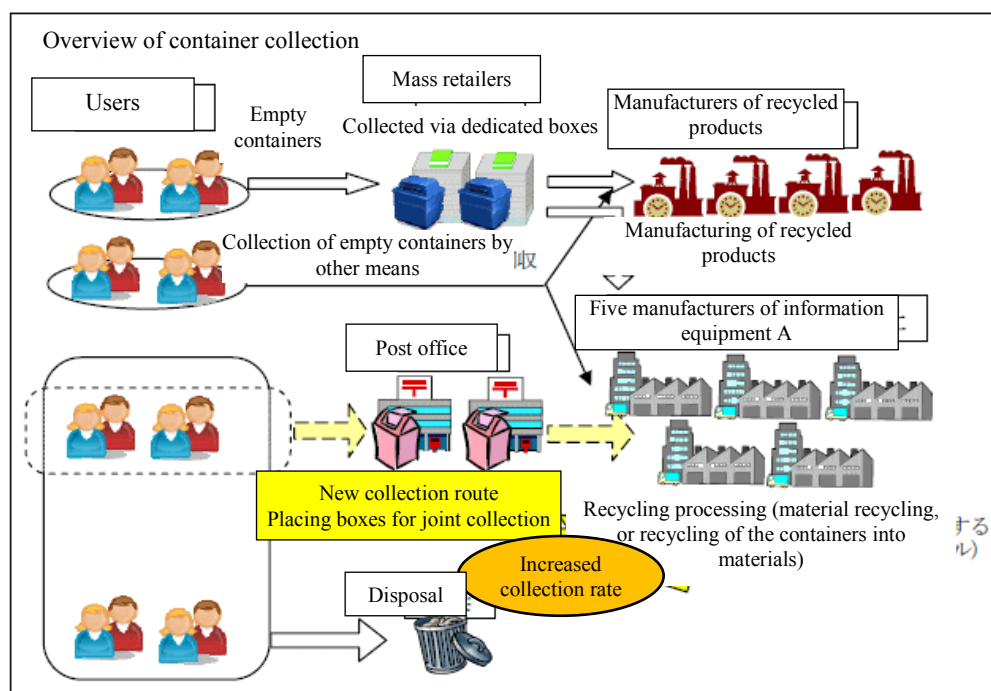 Overview of container collection
Users
Empty
containers
Mass retailers
Collected via dedicated boxes
Manufacturers of recycled
products
Manufacturing of recycled
products
Collection of empty containers by
other means
収
Five manufacturers of information
equipment A
Post office
New collection route
Placing boxes for joint collection
Recycling processing (material recycling,
or recycling of the containers into
materials)
する
ル)
Increased
collection rate
Disposal